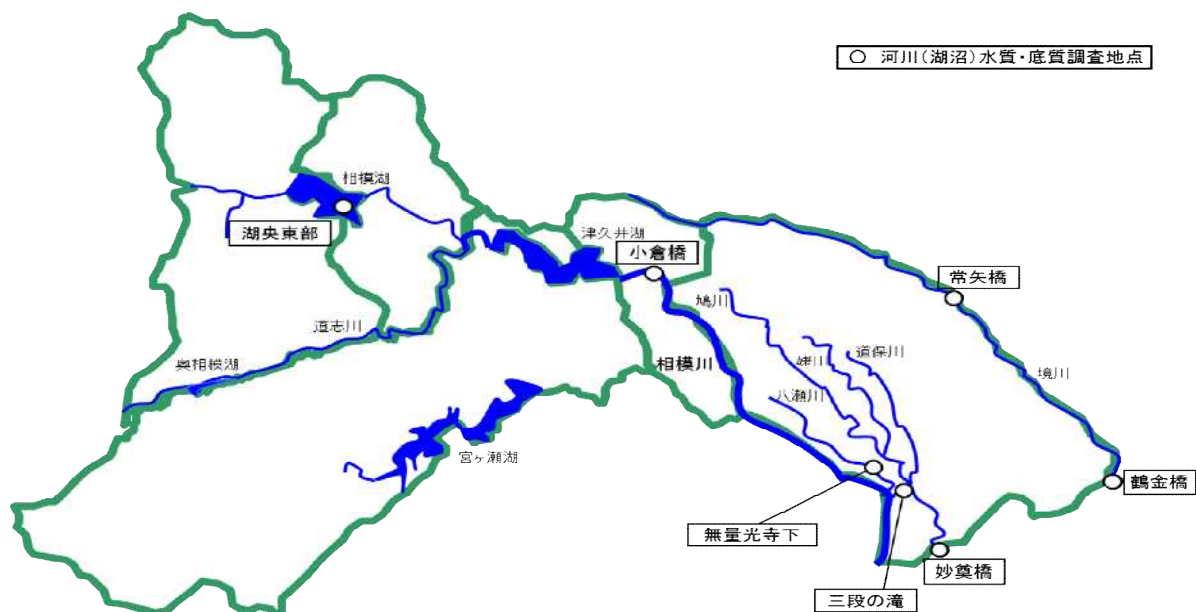 ○ 河川(湖沼)水質・底質調査地点
相模湖
湖央東部
津久井湖
小倉橋
常矢橋
鳩川
道志川
姥川
道保川
奥相模湖
相模川
境川
八瀬川
宮ヶ瀬湖
鶴金橋
無量光寺下
妙奠橋
三段の滝